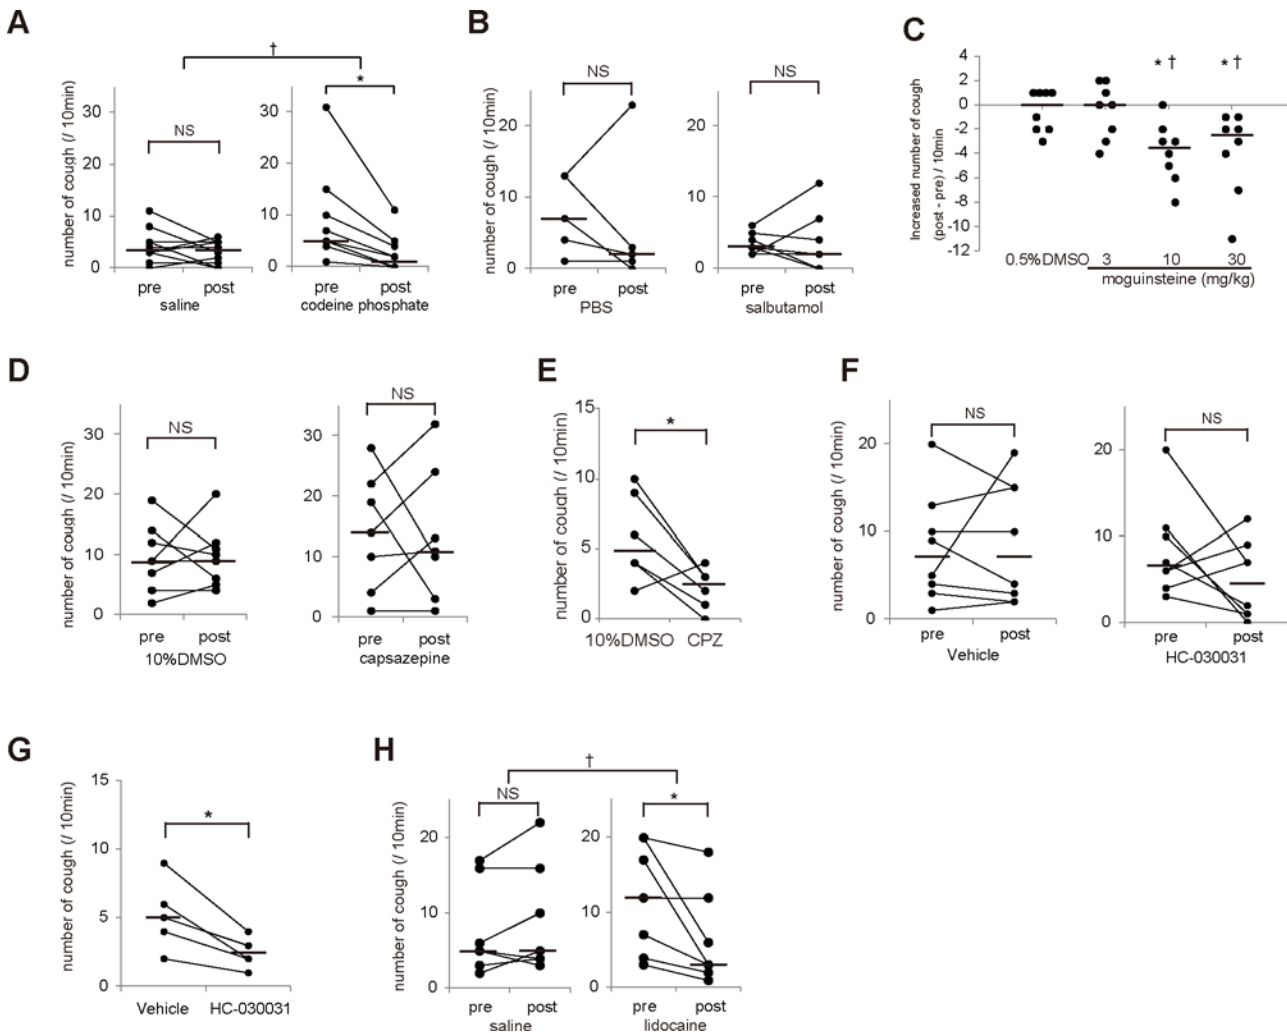 A
†
number of cough (/ 10min)
30
20
10
0
NS
pre post
saline
30
20
10
0
*
pre post
codeine phosphate
B
number of cough (/ 10min)
20
10
0
NS
pre post
PBS
20
10
0
NS
pre post
salbutamol
C
Increased number of cough
(post - pre) / 10min
4
2
0
-2
-4
-6
-8
-10
-12
* † * †
0.5%DMSO 3 10 30
moguinsteine (mg/kg)
D
number of cough (/ 10min)
30
20
10
0
NS
pre post
10%DMSO
30
20
10
0
NS
pre post
capsazepine
E
number of cough (/ 10min)
15
10
5
0
*
10%DMSO CPZ
F
number of cough (/ 10min)
20
10
0
NS
pre post
Vehicle
20
10
0
NS
pre post
HC-030031
G
number of cough (/ 10min)
15
10
5
0
*
Vehicle HC-030031
H
†
number of cough (/ 10min)
20
10
0
NS
pre post
saline
20
10
0
*
pre post
lidocaine